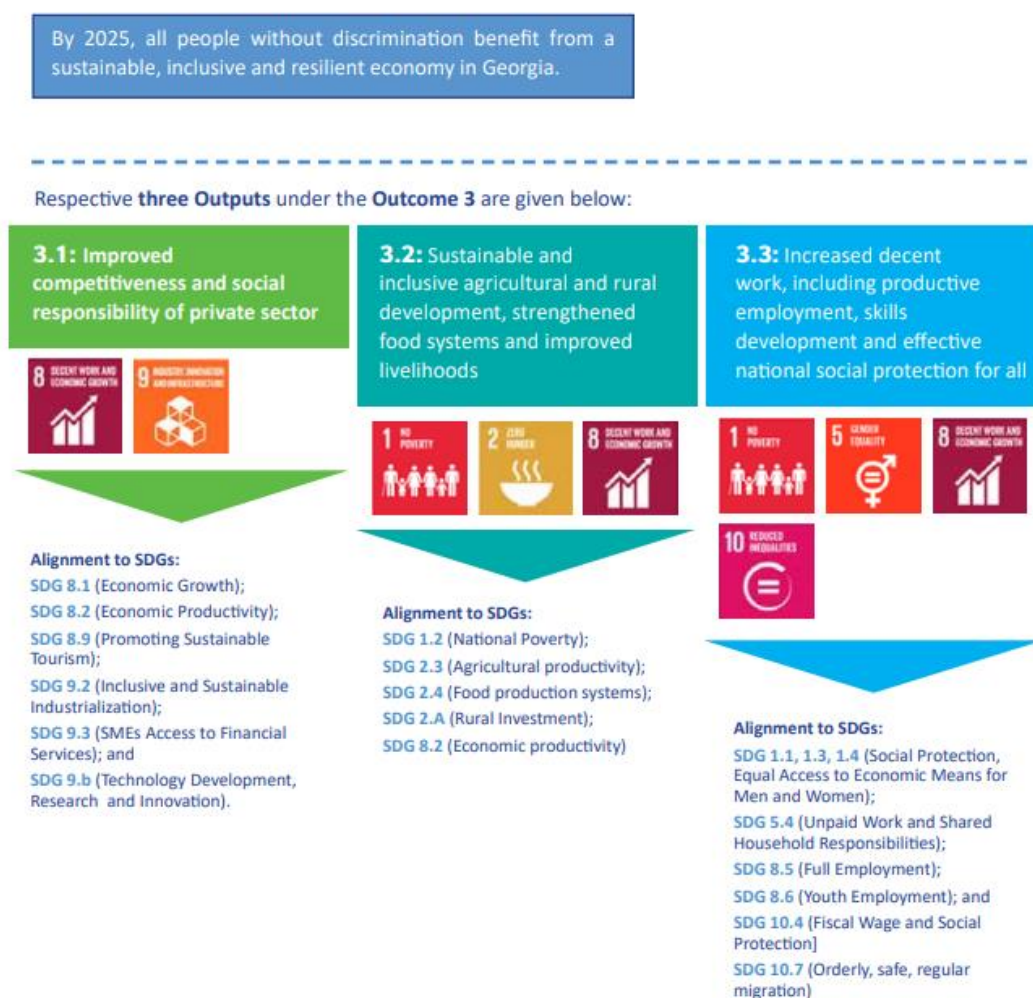 By 2025, all people without discrimination benefit from a
sustainable, inclusive and resilient economy in Georgia.
Respective three Outputs under the Outcome 3 are given below:
3.1: Improved
competitiveness and social
responsibility of private sector
8 DECENT WORK AND
ECONOMIC GROWTH
9 INDUSTRY, INNOVATION
AND INFRASTRUCTURE
Alignment to SDGs:
SDG 8.1 (Economic Growth);
SDG 8.2 (Economic Productivity);
SDG 8.9 (Promoting Sustainable
Tourism);
SDG 9.2 (Inclusive and Sustainable
Industrialization);
SDG 9.3 (SMEs Access to Financial
Services); and
SDG 9.b (Technology Development,
Research and Innovation).
3.2: Sustainable and
inclusive agricultural and rural
development, strengthened
food systems and improved
livelihoods
1 NO
POVERTY
2 ZERO
HUNGER
8 DECENT WORK AND
ECONOMIC GROWTH
Alignment to SDGs:
SDG 1.2 (National Poverty);
SDG 2.3 (Agricultural productivity);
SDG 2.4 (Food production systems);
SDG 2.A (Rural Investment);
SDG 8.2 (Economic productivity)
3.3: Increased decent
work, including productive
employment, skills
development and effective
national social protection for all
1 NO
POVERTY
5 GENDER
EQUALITY
8 DECENT WORK AND
ECONOMIC GROWTH
10 REDUCED
INEQUALITIES
Alignment to SDGs:
SDG 1.1, 1.3, 1.4 (Social Protection,
Equal Access to Economic Means for
Men and Women);
SDG 5.4 (Unpaid Work and Shared
Household Responsibilities);
SDG 8.5 (Full Employment);
SDG 8.6 (Youth Employment); and
SDG 10.4 (Fiscal Wage and Social
Protection]
SDG 10.7 (Orderly, safe, regular
migration)